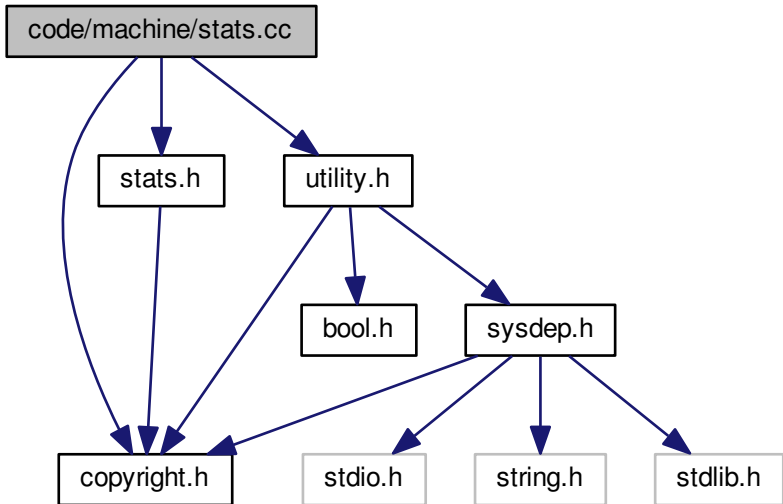 code/machine/stats.cc
stats.h
utility.h
bool.h
sysdep.h
copyright.h
stdio.h
string.h
stdlib.h